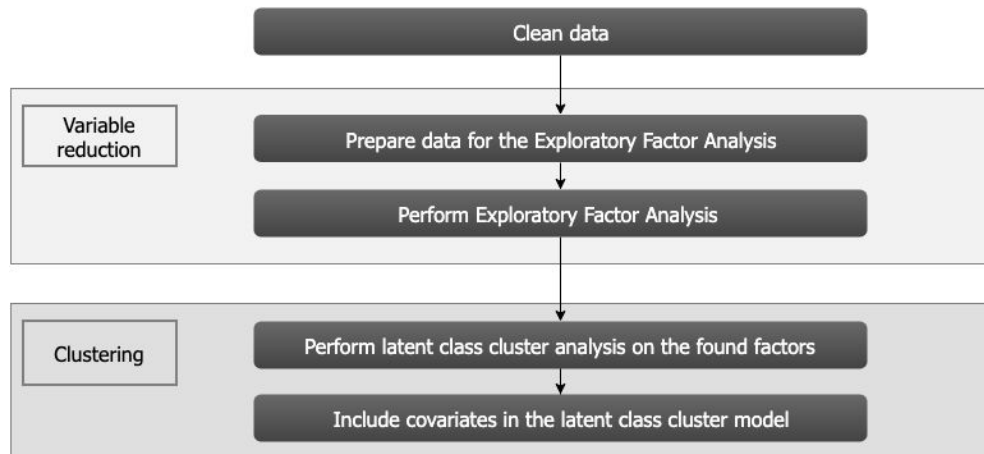 Clean data
Variable
reduction
Prepare data for the Exploratory Factor Analysis
Perform Exploratory Factor Analysis
Clustering
Perform latent class cluster analysis on the found factors
Include covariates in the latent class cluster model